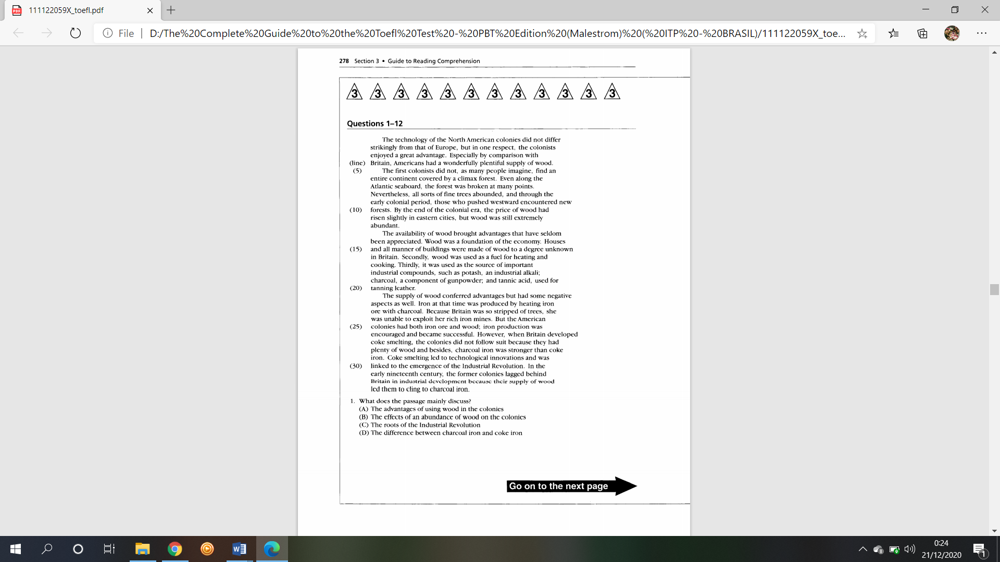 111122059X_toefl.pdf
File
D:/The%20Complete%20Guide%20to%20the%20Toefl%20Test%20-%20PBT%20Edition%20(Malestrom)%20(%20ITP%20-%20BRASIL)/111122059X_toe...
278 Section 3 • Guide to Reading Comprehension
3 3 3 3 3 3 3 3 3 3 3 3
Questions 1–12
The technology of the North American colonies did not differ
strikingly from that of Europe, but in one respect, the colonists
enjoyed a great advantage. Especially by comparison with
(line) Britain, Americans had a wonderfully plentiful supply of wood.
(5) The first colonists did not, as many people imagine, find an
entire continent covered by a climax forest. Even along the
Atlantic seaboard, the forest was broken at many points.
Nevertheless, all sorts of fine trees abounded, and through the
early colonial period, those who pushed westward encountered new
(10) forests. By the end of the colonial era, the price of wood had
risen slightly in eastern cities, but wood was still extremely
abundant.
The availability of wood brought advantages that have seldom
been appreciated. Wood was a foundation of the economy. Houses
(15) and all manner of buildings were made of wood to a degree unknown
in Britain. Secondly, wood was used as a fuel for heating and
cooking. Thirdly, it was used as the source of important
industrial compounds, such as potash, an industrial alkali;
charcoal, a component of gunpowder; and tannic acid, used for
(20) tanning leather.
The supply of wood conferred advantages but had some negative
aspects as well. Iron at that time was produced by heating iron
ore with charcoal. Because Britain was so stripped of trees, she
was unable to exploit her rich iron mines. But the American
(25) colonies had both iron ore and wood; iron production was
encouraged and became successful. However, when Britain developed
coke smelting, the colonies did not follow suit because they had
plenty of wood and besides, charcoal iron was stronger than coke
iron. Coke smelting led to technological innovations and was
(30) linked to the emergence of the Industrial Revolution. In the
early nineteenth century, the former colonies lagged behind
Britain in industrial development because their supply of wood
led them to cling to charcoal iron.
1. What does the passage mainly discuss?
(A) The advantages of using wood in the colonies
(B) The effects of an abundance of wood on the colonies
(C) The roots of the Industrial Revolution
(D) The difference between charcoal iron and coke iron
Go on to the next page
0:24
21/12/2020
1